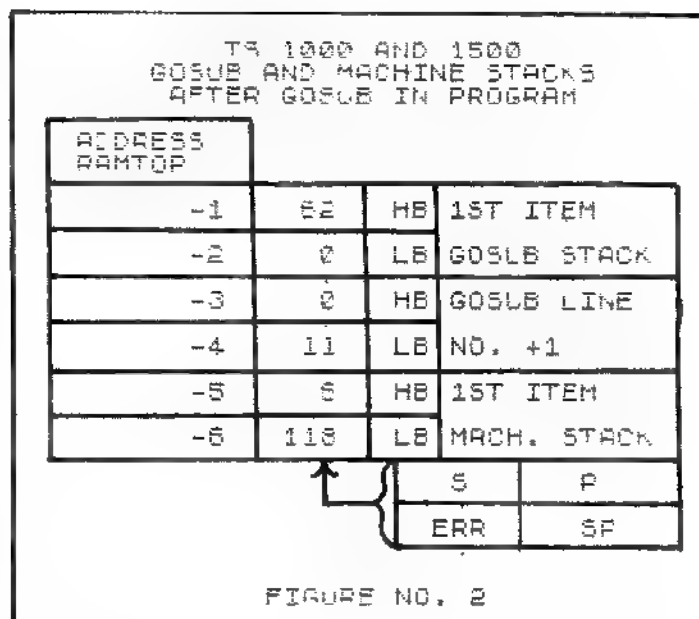 TS 1000 AND 1500
GOSUB AND MACHINE STACKS
AFTER GOSUB IN PROGRAM
ADDRESS
RAMTOP
-1 62 HB 1ST ITEM
-2 0 LB GOSUB STACK
-3 0 HB GOSUB LINE
-4 11 LB NO. +1
-5 6 HB 1ST ITEM
-6 118 LB MACH. STACK
S P
ERR SP
FIGURE NO. 2